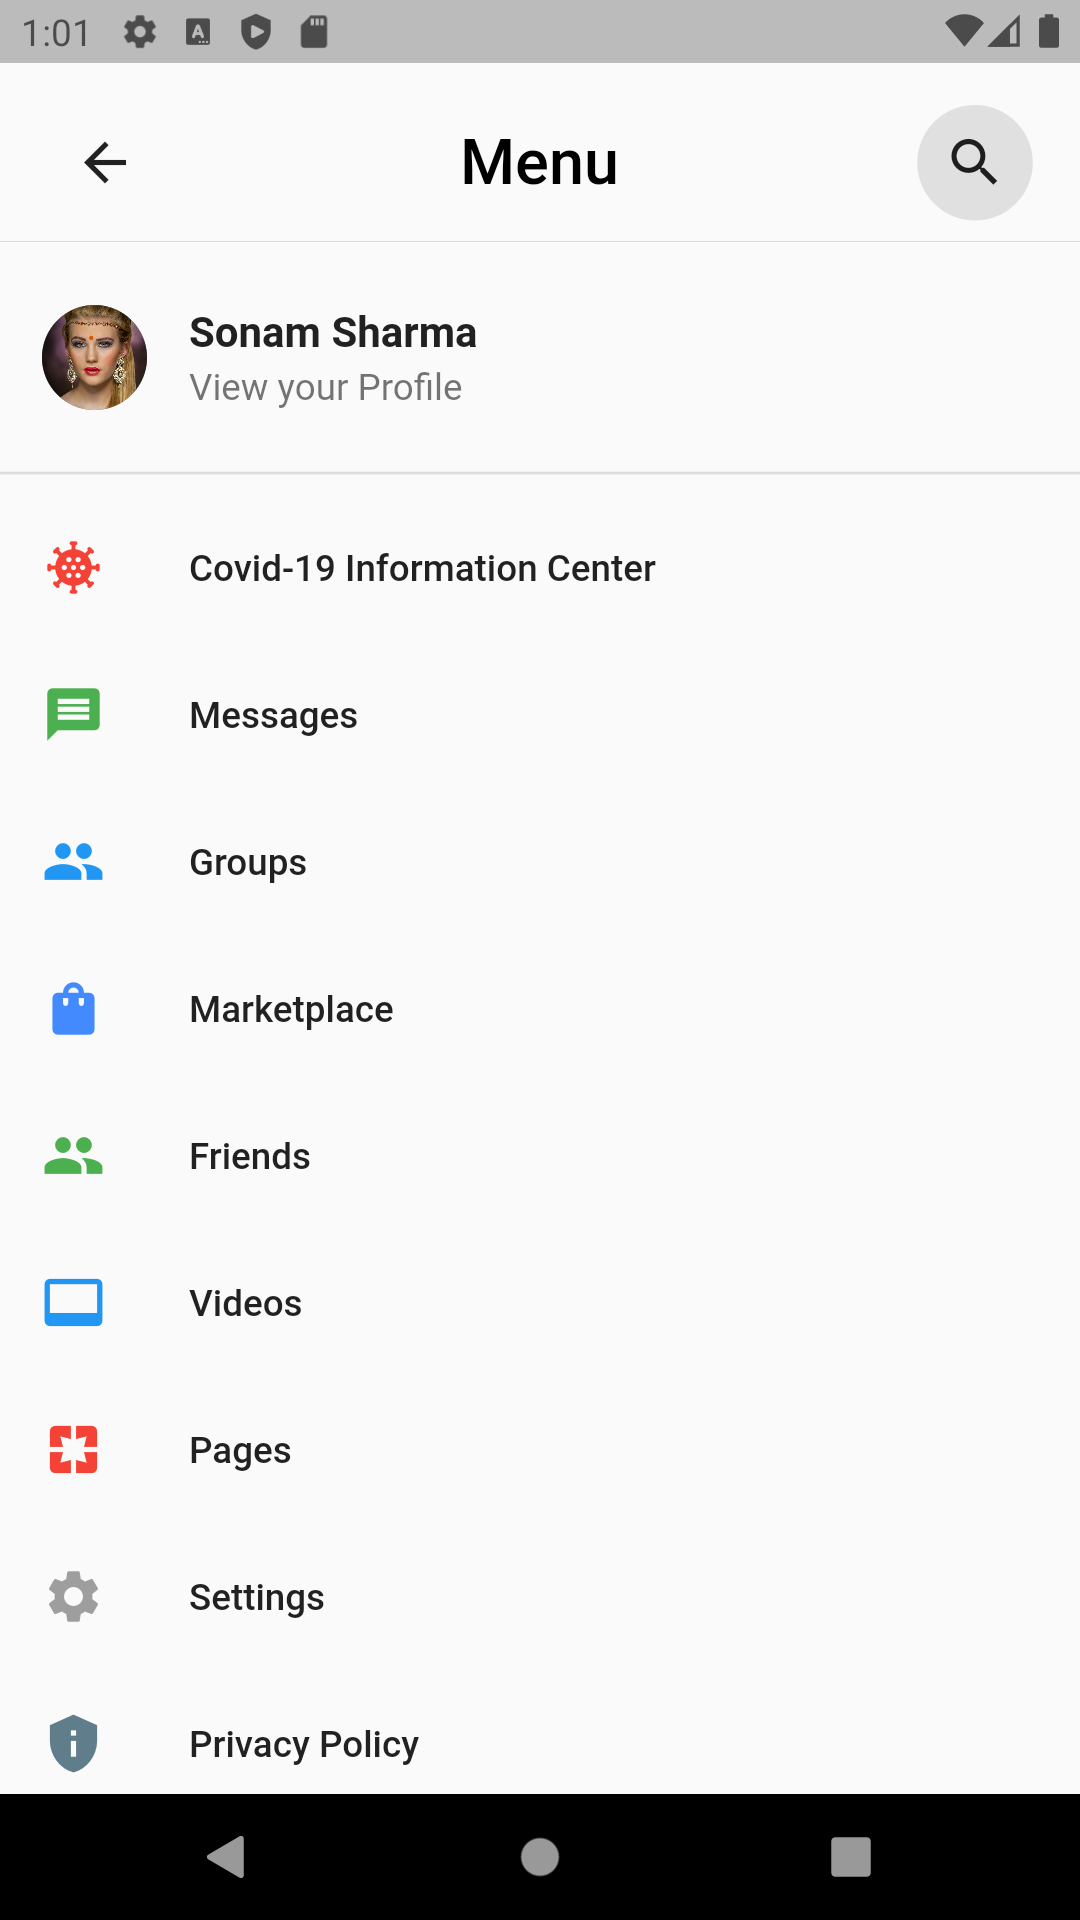 1:01
Menu
Sonam Sharma
View your Profile
Covid-19 Information Center
Messages
Groups
Marketplace
Friends
Videos
Pages
Settings
Privacy Policy